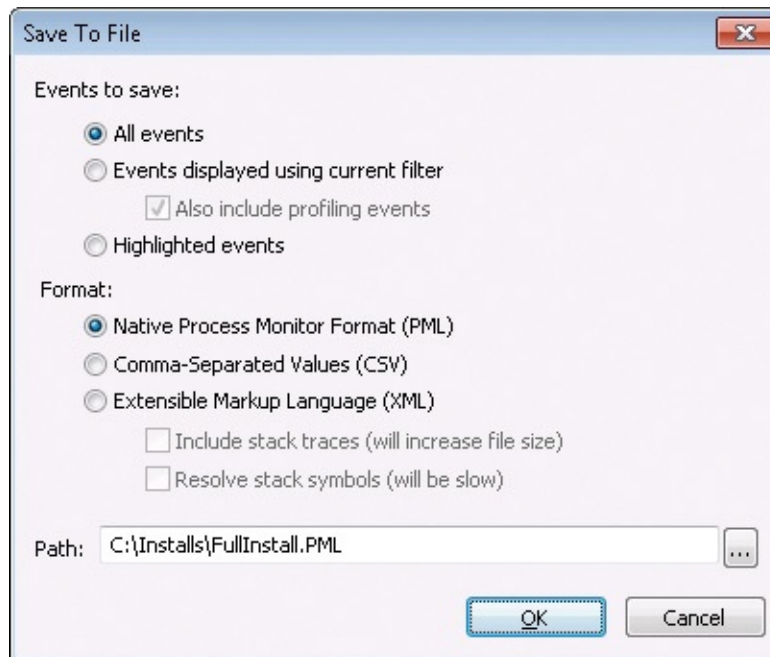 Save To File
Events to save:
All events
Events displayed using current filter
Also include profiling events
Highlighted events
Format:
Native Process Monitor Format (PML)
Comma-Separated Values (CSV)
Extensible Markup Language (XML)
Include stack traces (will increase file size)
Resolve stack symbols (will be slow)
Path: C:\Installs\FullInstall.PML ...
OK Cancel